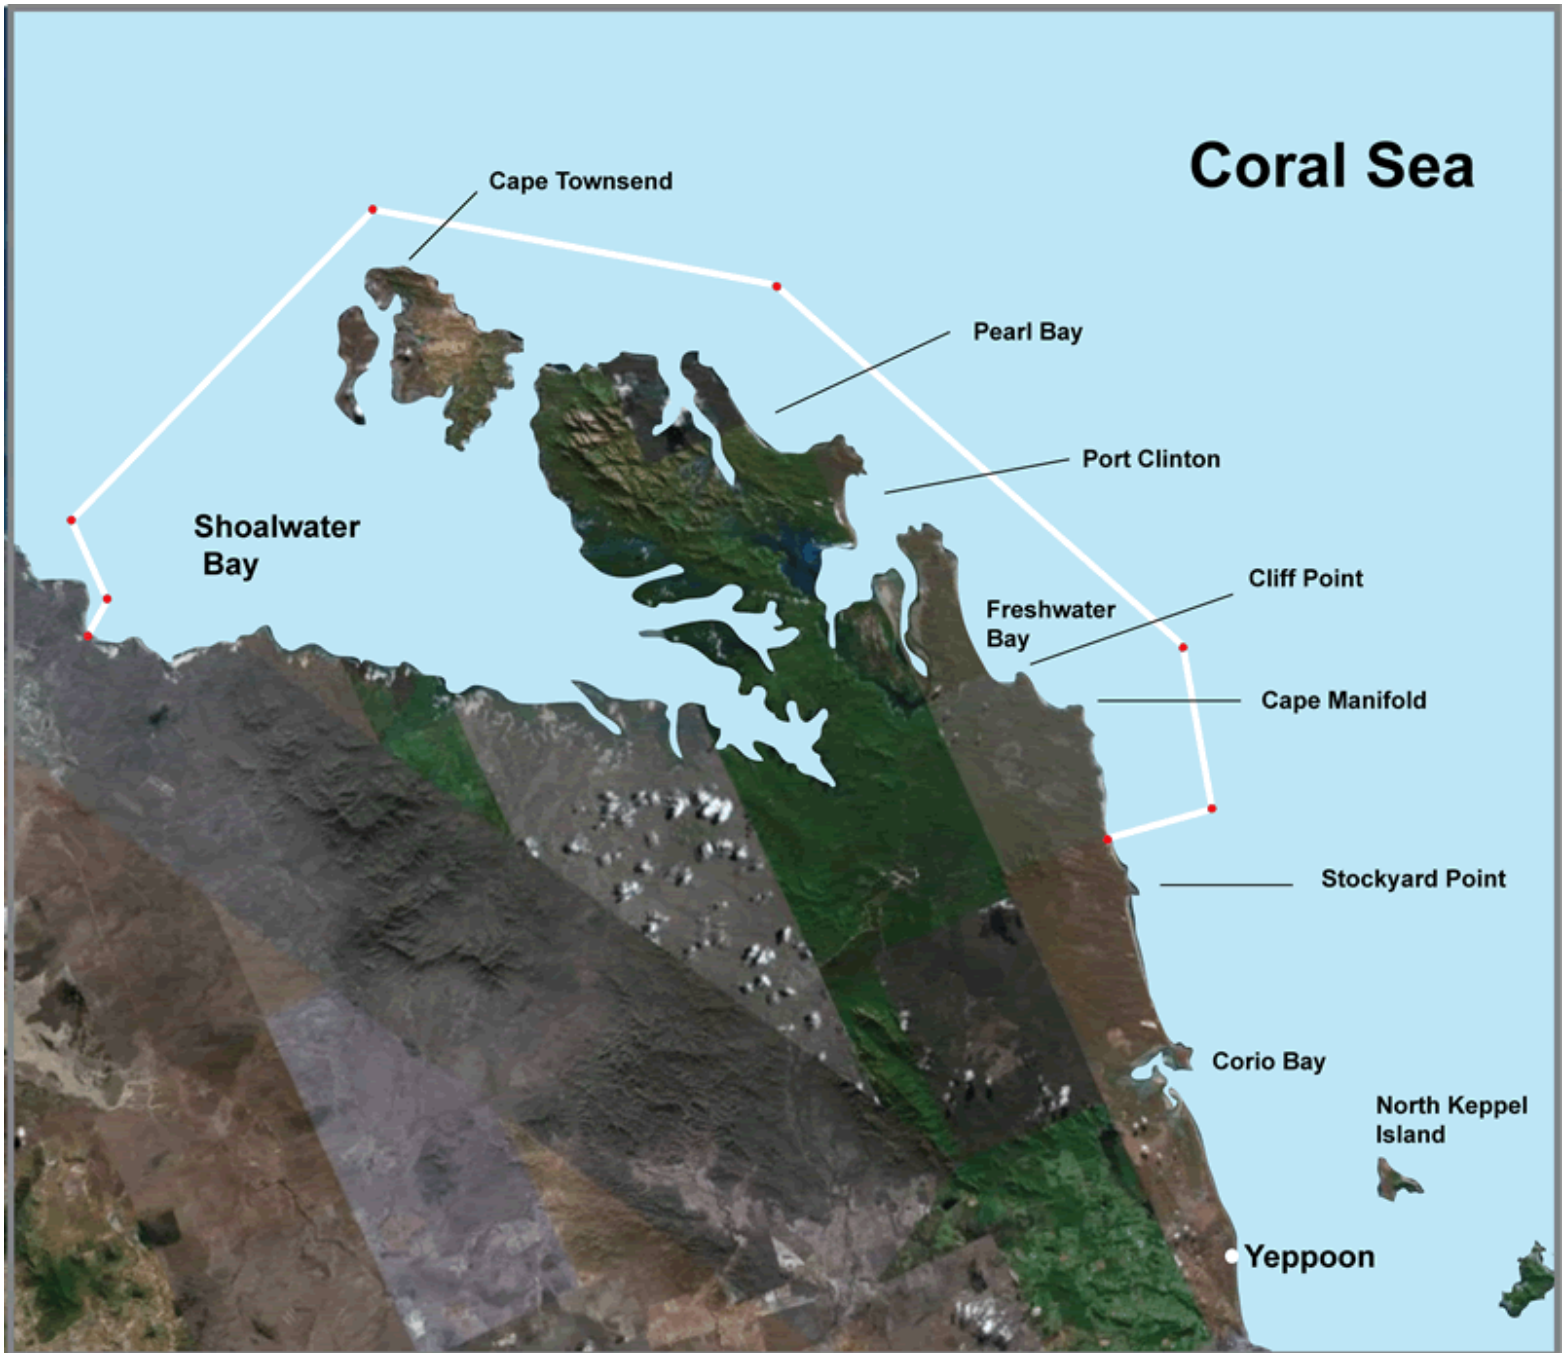 Coral Sea
Cape Townsend
Pearl Bay
Port Clinton
Shoalwater
Bay
Cliff Point
Freshwater
Bay
Cape Manifold
Stockyard Point
Corio Bay
North Keppel
Island
Yeppoon